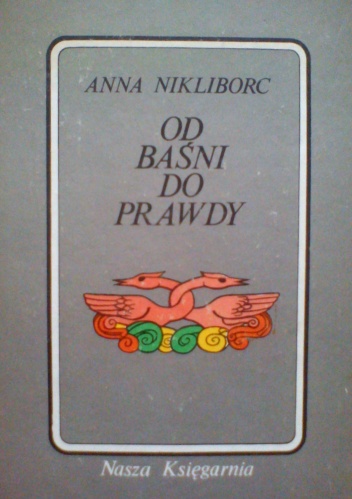 ANNA NIKLIBORC
OD
BAŚNI
DO
PRAWDY
Nasza Księgarnia